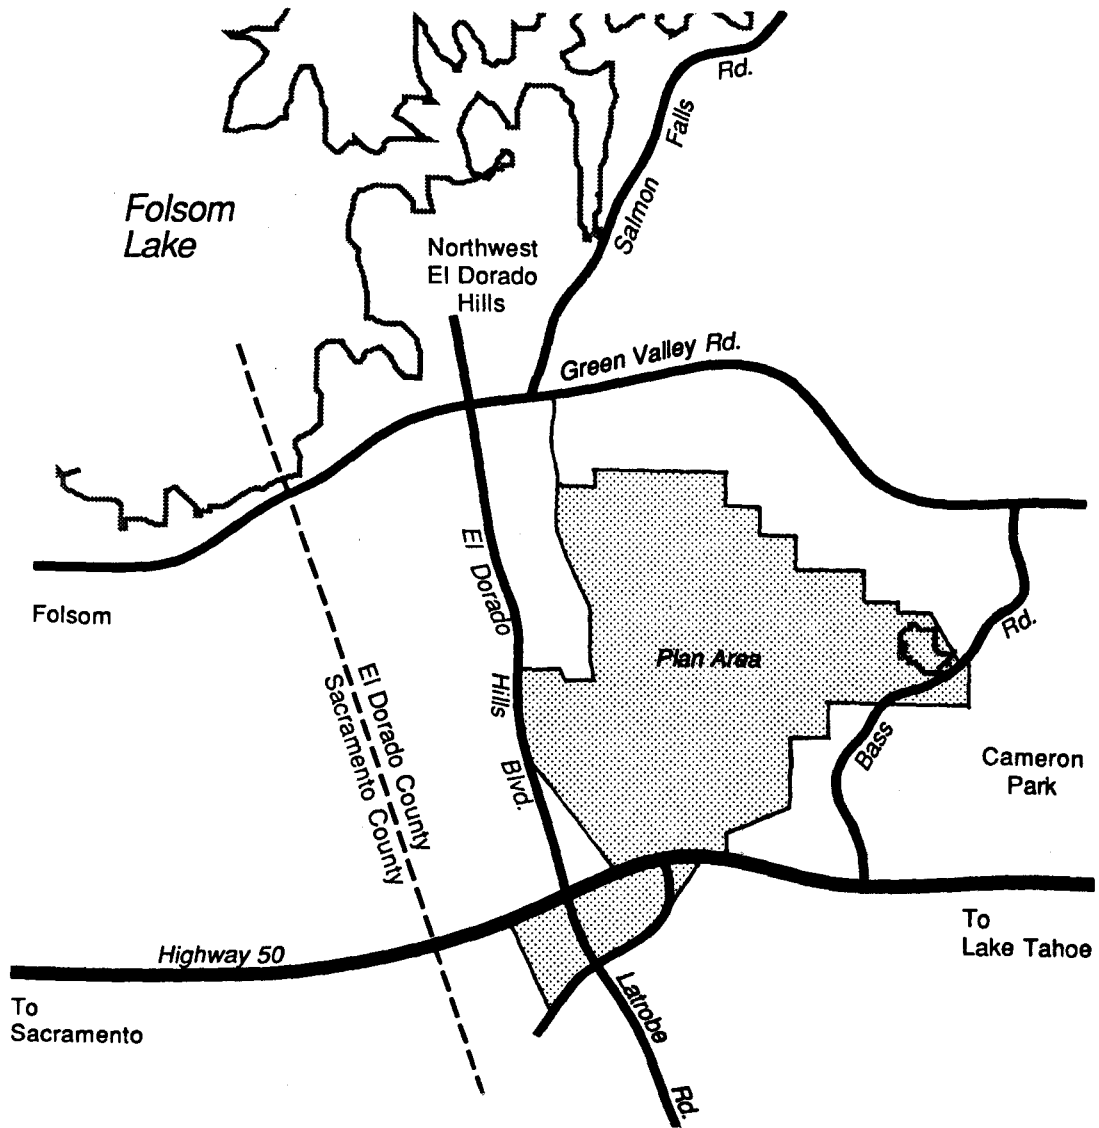 Rd.
Falls
Salmon
Folsom
Lake
Northwest
El Dorado
Hills
Green Valley Rd.
El Dorado
Hills
Blvd.
Folsom
Plan Area
Rd.
Bass
El Dorado County
Sacramento County
Cameron
Park
To
Lake Tahoe
Highway 50
To
Sacramento
Latrobe
Rd.